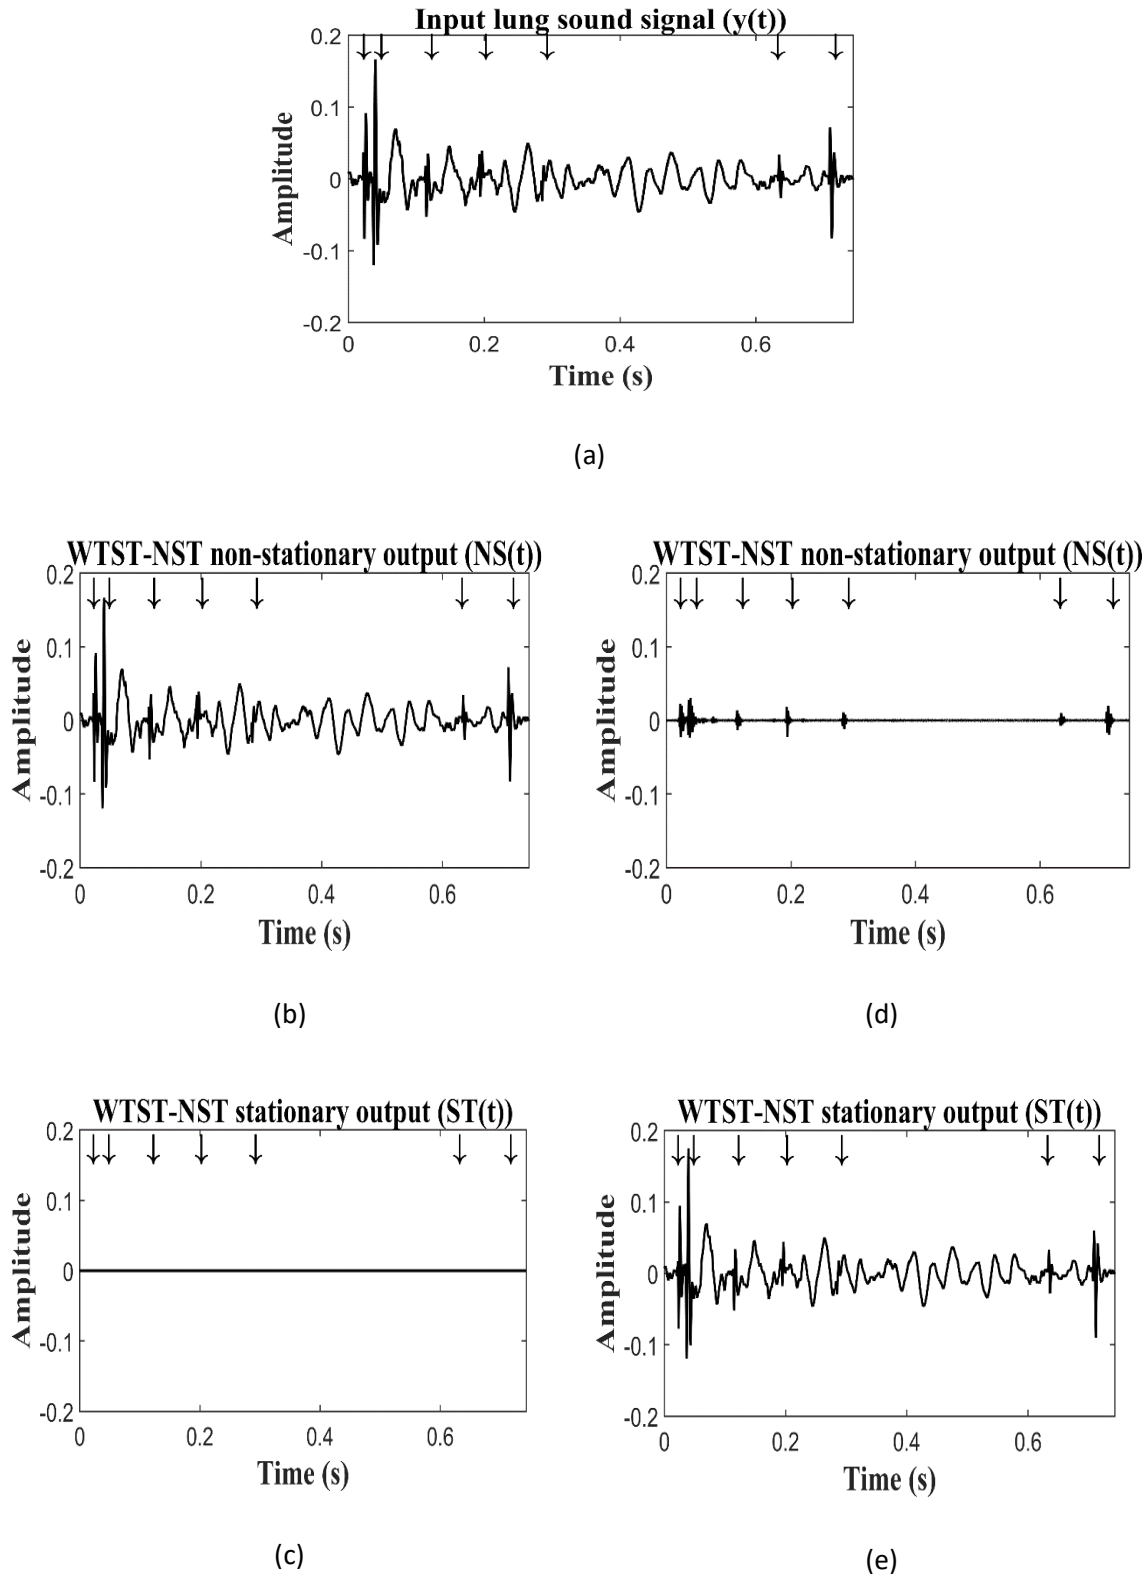 Input lung sound signal (y(t))
0.2
0.1
0
-0.1
-0.2
Amplitude
0 0.2 0.4 0.6
Time (s)
(a)
WTST-NST non-stationary output (NS(t))
0.2
0.1
0
-0.1
-0.2
Amplitude
0 0.2 0.4 0.6
Time (s)
(b)
WTST-NST non-stationary output (NS(t))
0.2
0.1
0
-0.1
-0.2
Amplitude
0 0.2 0.4 0.6
Time (s)
(d)
WTST-NST stationary output (ST(t))
0.2
0.1
0
-0.1
-0.2
Amplitude
0 0.2 0.4 0.6
Time (s)
(c)
WTST-NST stationary output (ST(t))
0.2
0.1
0
-0.1
-0.2
Amplitude
0 0.2 0.4 0.6
Time (s)
(e)